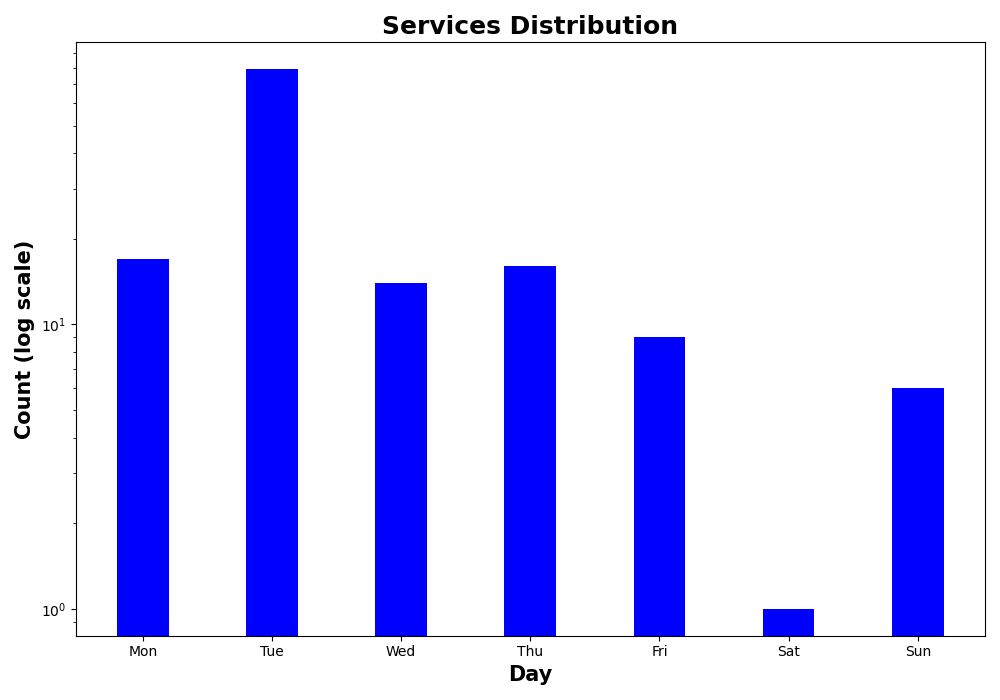 Services Distribution
Count (log scale)
10¹
10⁰
Mon Tue Wed Thu Fri Sat Sun
Day